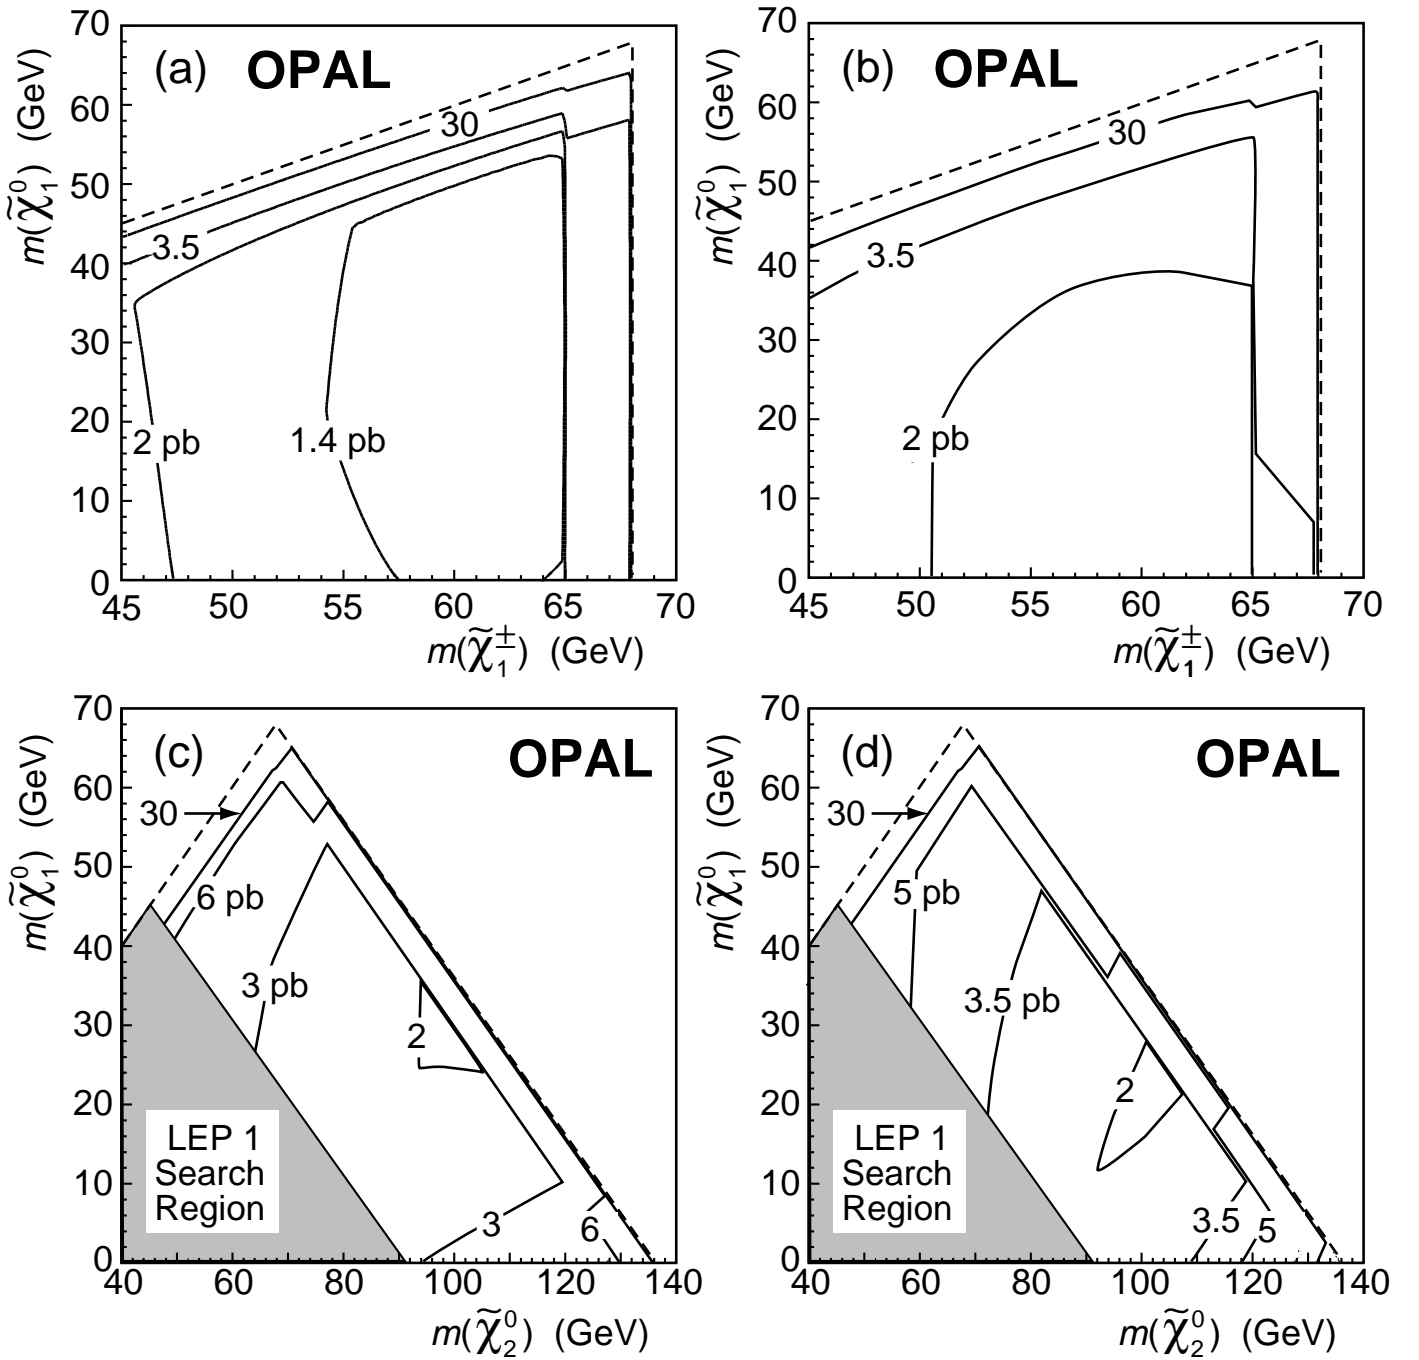 (a) OPAL
70
60
50
40
30
20
10
0
m(χ̃₁⁰) (GeV)
30
3.5
2 pb
1.4 pb
45 50 55 60 65 70
m(χ̃₁±) (GeV)
(b) OPAL
70
60
50
40
30
20
10
0
m(χ̃₁⁰) (GeV)
30
3.5
2 pb
45 50 55 60 65 70
m(χ̃₁±) (GeV)
(c) OPAL
70
60
50
40
30
20
10
0
m(χ̃₁⁰) (GeV)
30
6 pb
3 pb
2
3
6
LEP 1
Search
Region
40 60 80 100 120 140
m(χ̃₂⁰) (GeV)
(d) OPAL
70
60
50
40
30
20
10
0
m(χ̃₁⁰) (GeV)
30
5 pb
3.5 pb
2
3.5 5
LEP 1
Search
Region
40 60 80 100 120 140
m(χ̃₂⁰) (GeV)